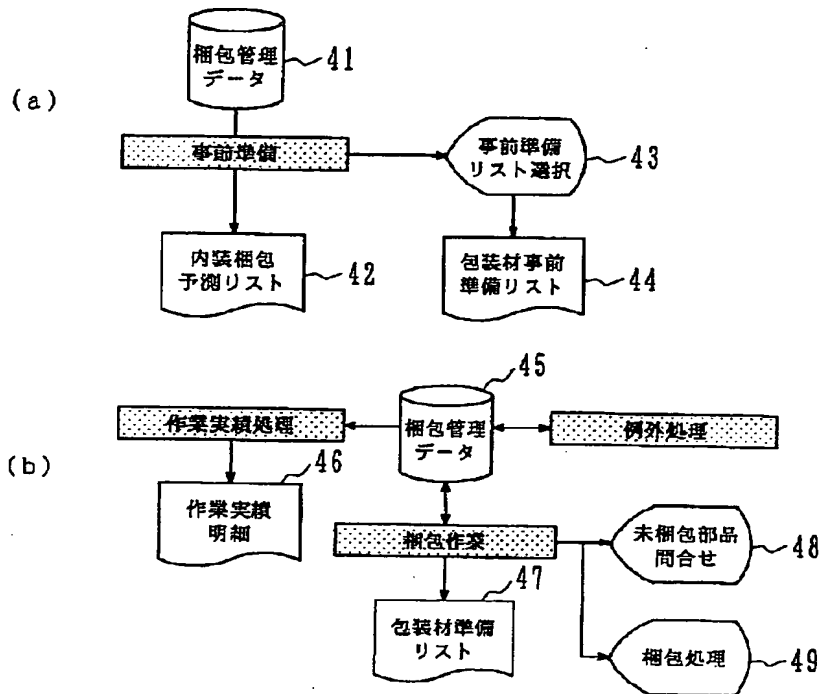 (a)
梱包管理
データ
41
事前準備
事前準備
リスト選択
43
内装梱包
予測リスト
42
包装材事前
準備リスト
44
(b)
45
作業実績処理
梱包管理
データ
例外処理
46
作業実績
明細
梱包作業
未梱包部品
問合せ
48
47
包装材準備
リスト
梱包処理
49